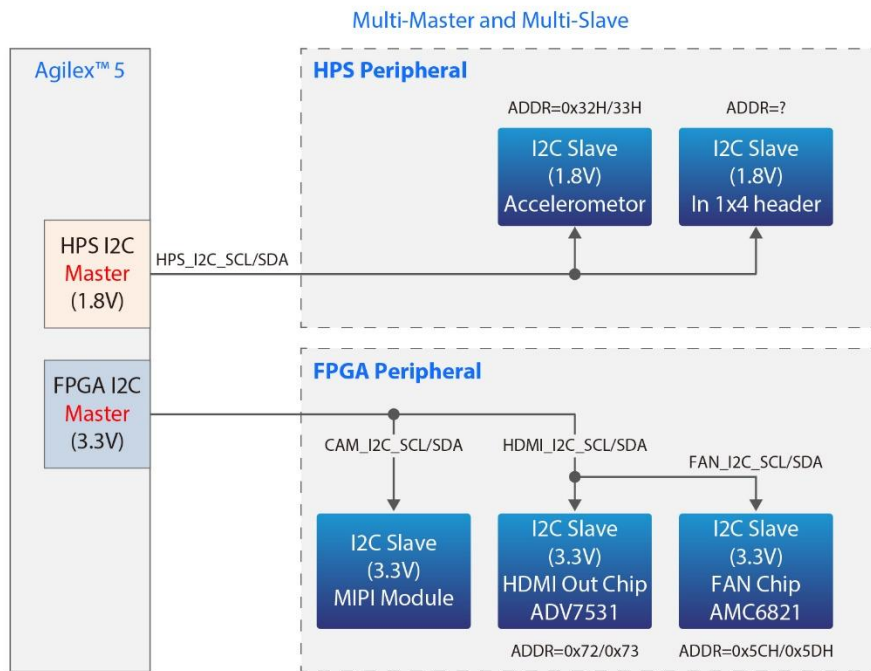 Multi-Master and Multi-Slave
Agilex™ 5
HPS Peripheral
ADDR=0x32H/33H
ADDR=?
I2C Slave
(1.8V)
Accelerometor
I2C Slave
(1.8V)
In 1x4 header
HPS I2C
Master
(1.8V)
HPS_I2C_SCL/SDA
FPGA Peripheral
FPGA I2C
Master
(3.3V)
CAM_I2C_SCL/SDA
HDMI_I2C_SCL/SDA
FAN_I2C_SCL/SDA
I2C Slave
(3.3V)
MIPI Module
I2C Slave
(3.3V)
HDMI Out Chip
ADV7531
I2C Slave
(3.3V)
FAN Chip
AMC6821
ADDR=0x72/0x73
ADDR=0x5CH/0x5DH